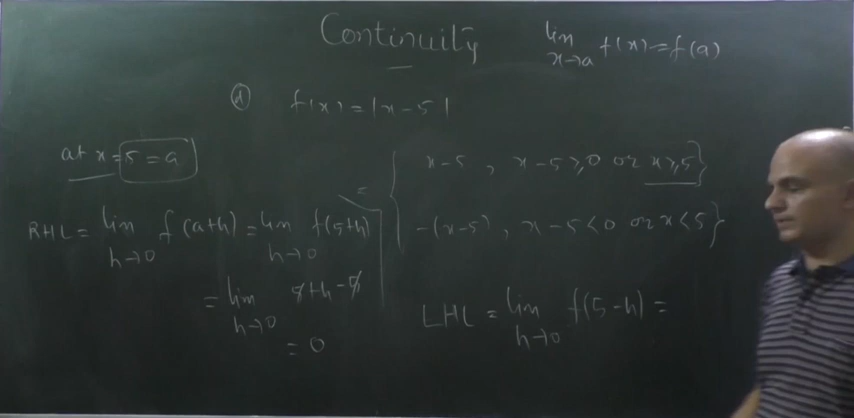 Continuity
lim x→a f(x) = f(a)
(d) f(x) = |x-5|
at x = 5 = a
= { x-5 , x-5 ≥ 0 or x ≥ 5 }
-(x-5) , x-5 < 0 or x < 5 }
RHL = lim h→0 f(a+h) = lim h→0 f(5+h)
= lim h→0 5+h-5
= 0
LHL = lim h→0 f(5-h) =